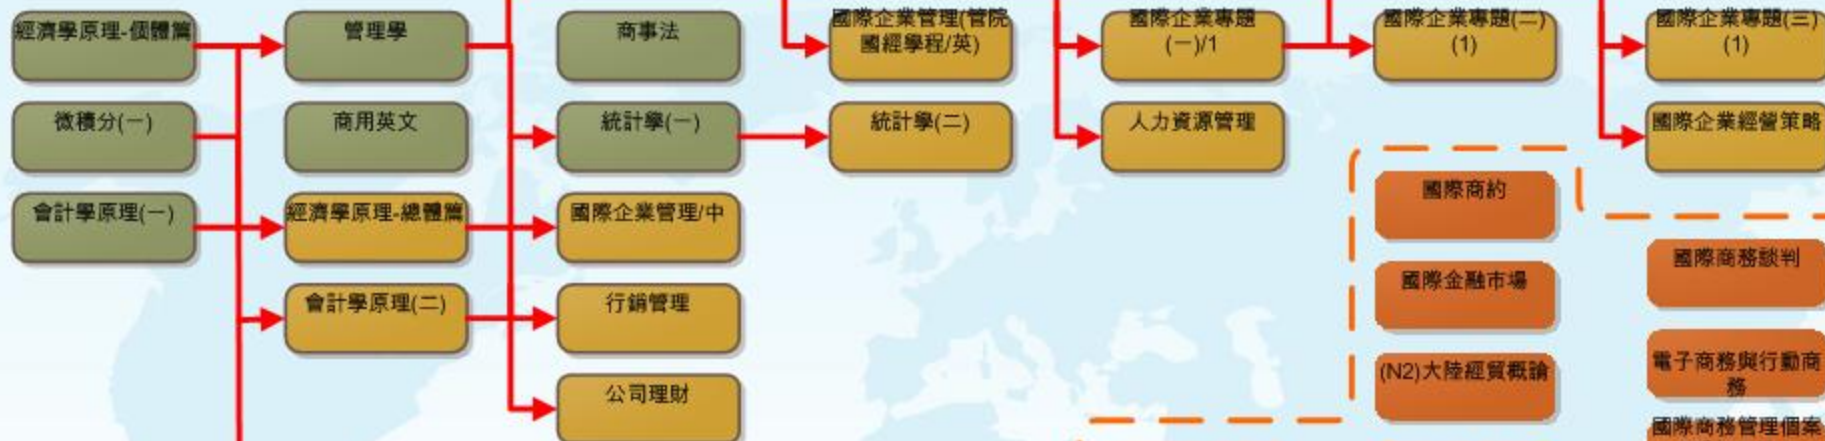 經濟學原理-個體篇
微積分(一)
會計學原理(一)
管理學
商用英文
經濟學原理-總體篇
會計學原理(二)
商事法
統計學(一)
國際企業管理/中
行銷管理
公司理財
國際企業管理(管院
國經學程/英)
統計學(二)
國際企業專題
(一)/1
人力資源管理
國際企業專題(二)
(1)
國際商約
國際金融市場
(N2)大陸經貿概論
國際企業專題(三)
(1)
國際企業經營策略
國際商務談判
電子商務與行動商
務
國際商務管理個案